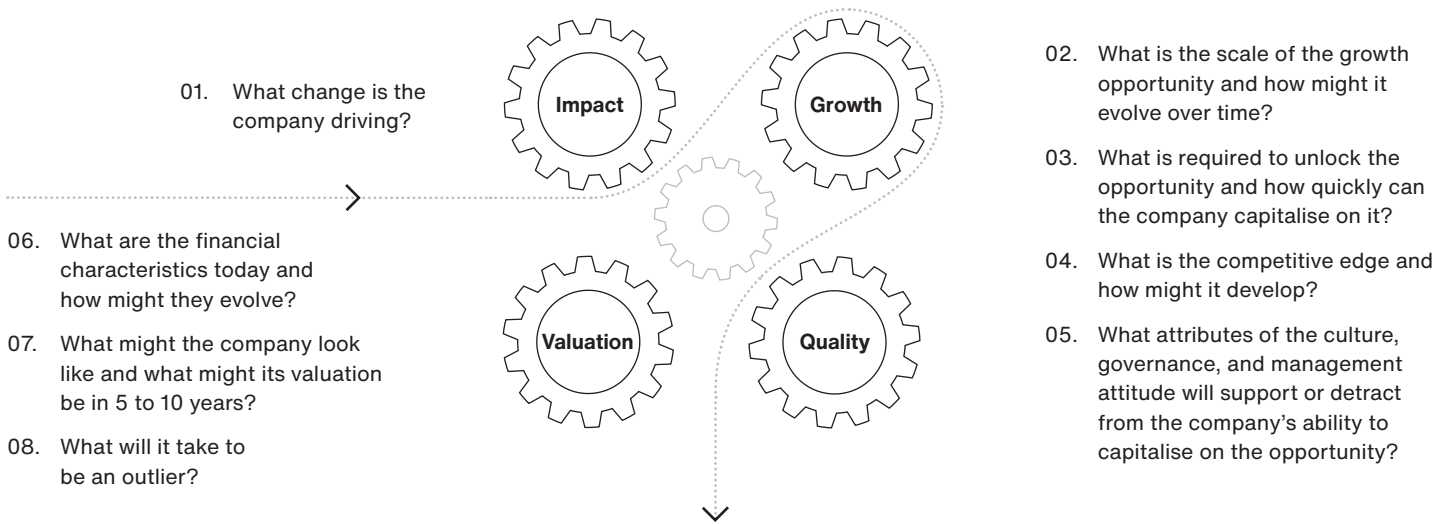 01. What change is the
company driving?
Impact
Growth
02. What is the scale of the growth
opportunity and how might it
evolve over time?
03. What is required to unlock the
opportunity and how quickly can
the company capitalise on it?
04. What is the competitive edge and
how might it develop?
05. What attributes of the culture,
governance, and management
attitude will support or detract
from the company’s ability to
capitalise on the opportunity?
Quality
Valuation
06. What are the financial
characteristics today and
how might they evolve?
07. What might the company look
like and what might its valuation
be in 5 to 10 years?
08. What will it take to
be an outlier?